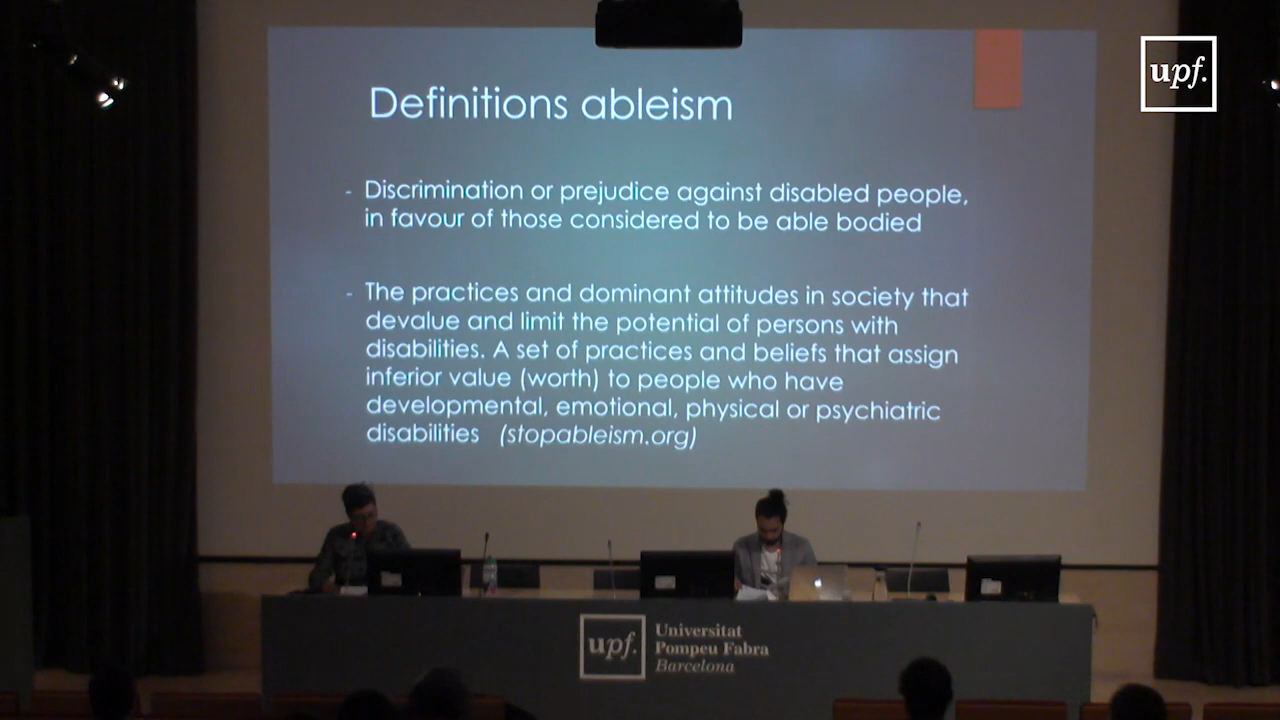 upf.
Definitions ableism
- Discrimination or prejudice against disabled people,
in favour of those considered to be able bodied
- The practices and dominant attitudes in society that
devalue and limit the potential of persons with
disabilities. A set of practices and beliefs that assign
inferior value (worth) to people who have
developmental, emotional, physical or psychiatric
disabilities (stopableism.org)
upf.
Universitat
Pompeu Fabra
Barcelona